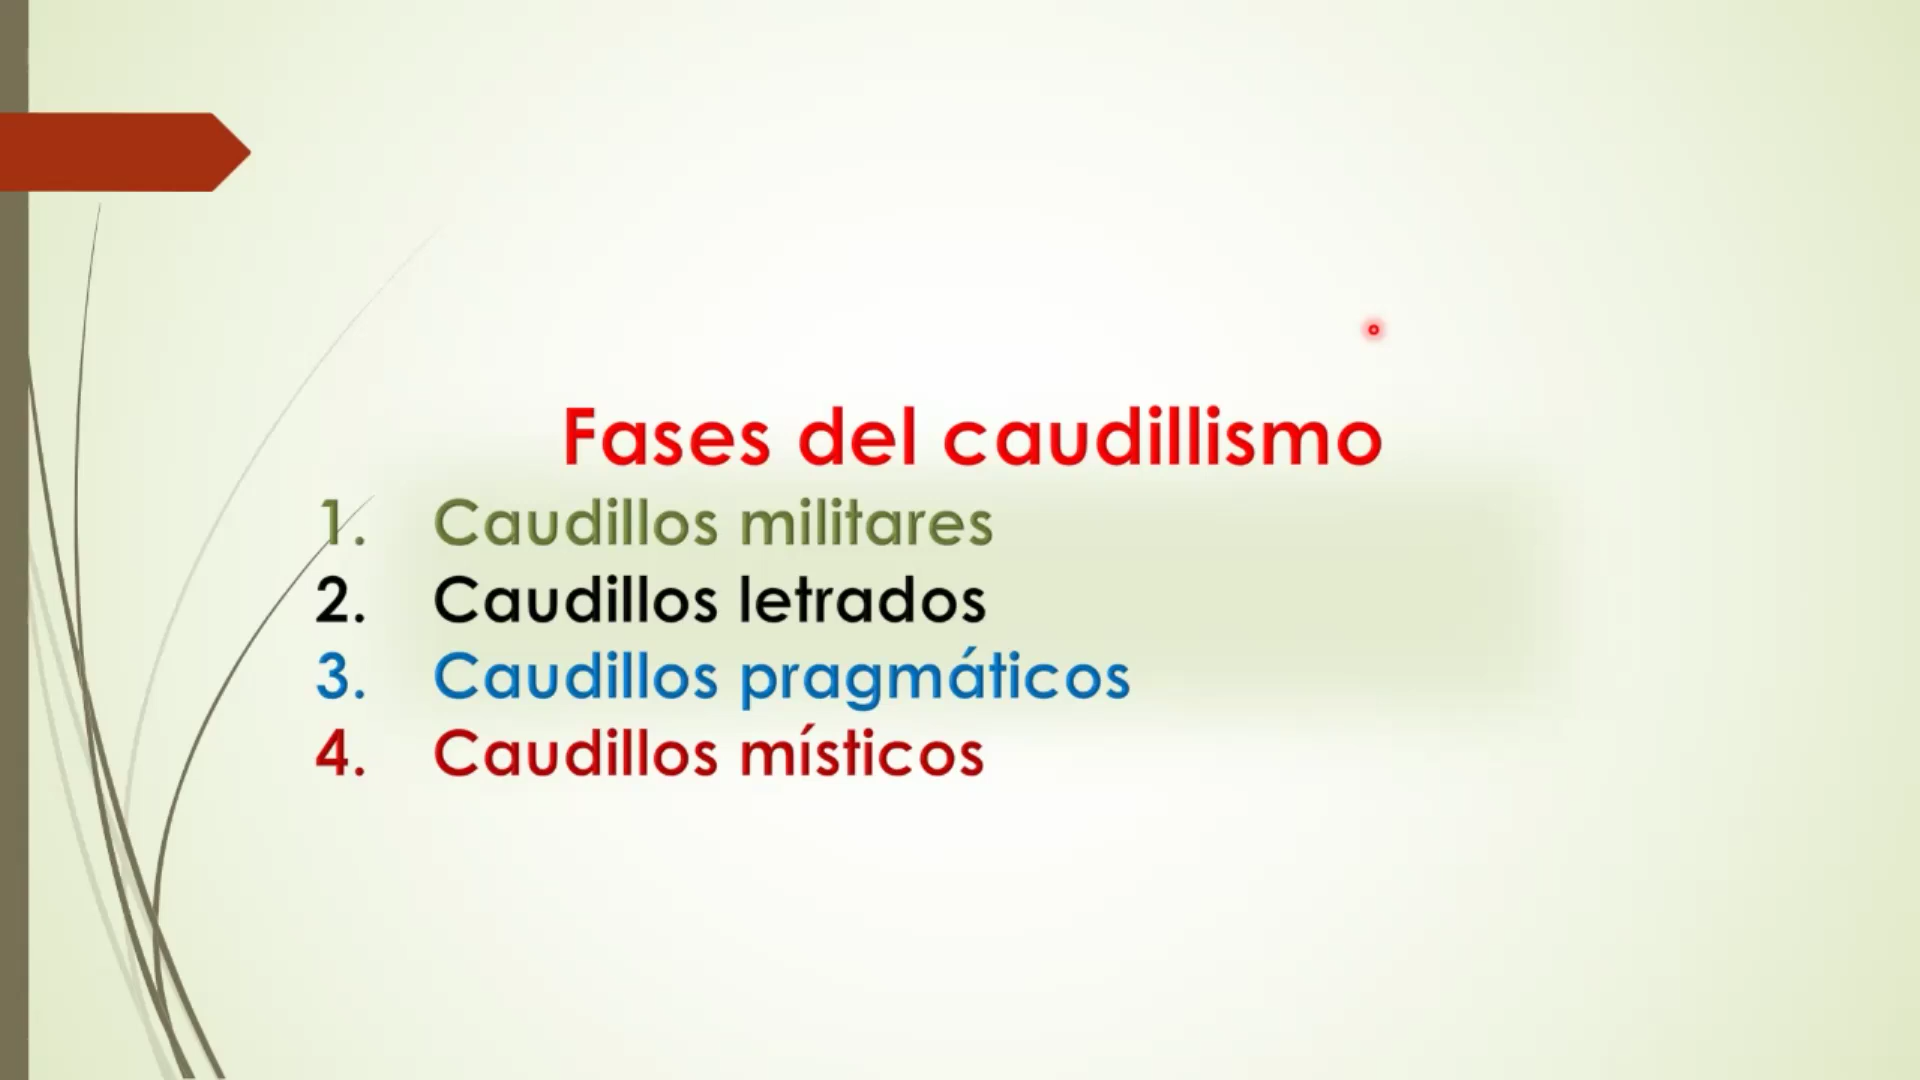 Fases del caudillismo
1. Caudillos militares
2. Caudillos letrados
3. Caudillos pragmáticos
4. Caudillos místicos